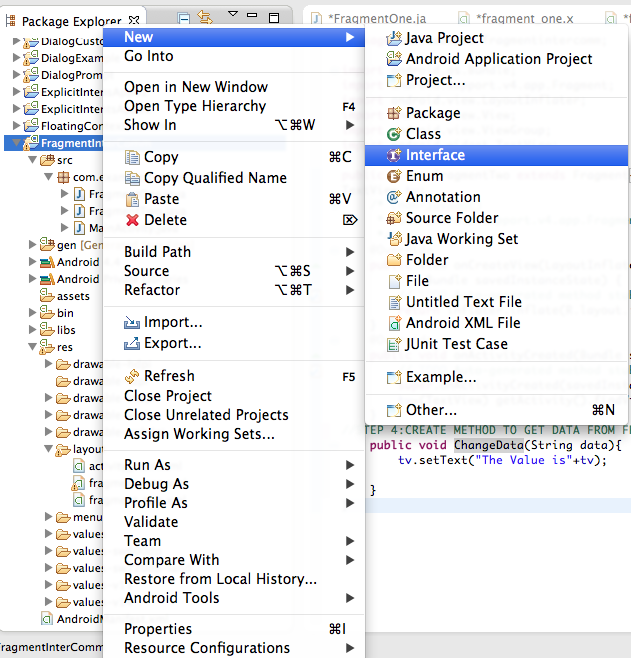 Package Explorer
*FragmentOne.ja
*fragment_one.x
DialogCusto
DialogExam
DialogProm
ExplicitInter
ExplicitInter
FloatingCon
FragmentInter
src
com.e
Fra
Fra
Ma
gen [Gen
Android
Android
assets
bin
libs
res
drawa
drawa
drawa
drawa
drawa
layou
act
fra
fra
menu
values
values
values
values
values
AndroidM
FragmentInterComm
New
Go Into
Open in New Window
Open Type Hierarchy F4
Show In ⌥⌘W
Copy ⌘C
Copy Qualified Name
Paste ⌘V
Delete ⌦
Build Path
Source ⌥⌘S
Refactor ⌥⌘T
Import...
Export...
Refresh F5
Close Project
Close Unrelated Projects
Assign Working Sets...
Run As
Debug As
Profile As
Validate
Team
Compare With
Restore from Local History...
Android Tools
Properties ⌘I
Resource Configurations
Java Project
Android Application Project
Project...
Package
Class
Interface
Enum
Annotation
Source Folder
Java Working Set
Folder
File
Untitled Text File
Android XML File
JUnit Test Case
Example...
Other... ⌘N
TEP 4:CREATE METHOD TO GET DATA FROM F
public void ChangeData(String data){
tv.setText("The Value is"+tv);
}